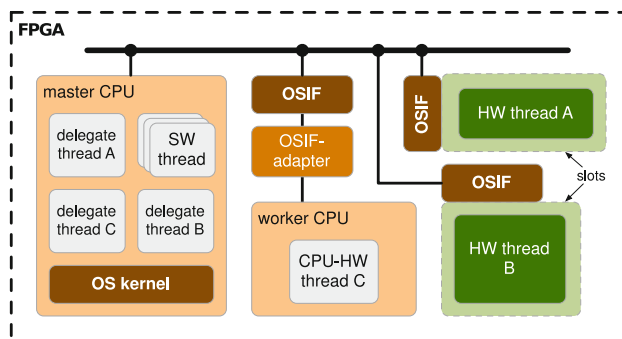 FPGA
master CPU
delegate
thread A
SW
thread
delegate
thread C
delegate
thread B
OS kernel
OSIF
OSIF-
adapter
worker CPU
CPU-HW
thread C
OSIF
HW thread A
slots
OSIF
HW thread
B